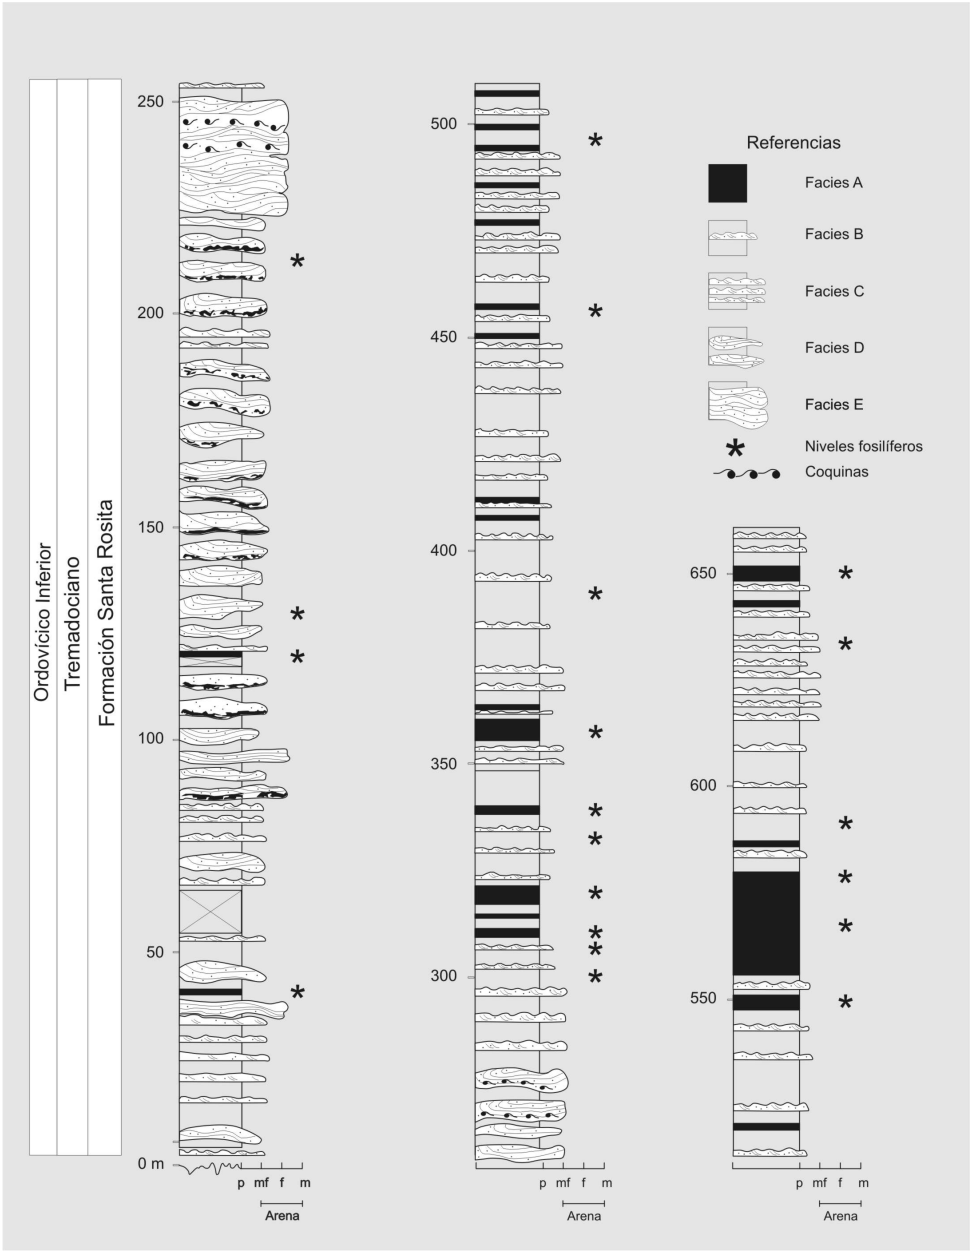 Ordovícico Inferior
Tremadociano
Formación Santa Rosita
250
200
150
100
50
0 m
p mf f m
Arena
500
450
400
350
300
p mf f m
Arena
Referencias
Facies A
Facies B
Facies C
Facies D
Facies E
Niveles fosilíferos
Coquinas
650
600
550
p mf f m
Arena